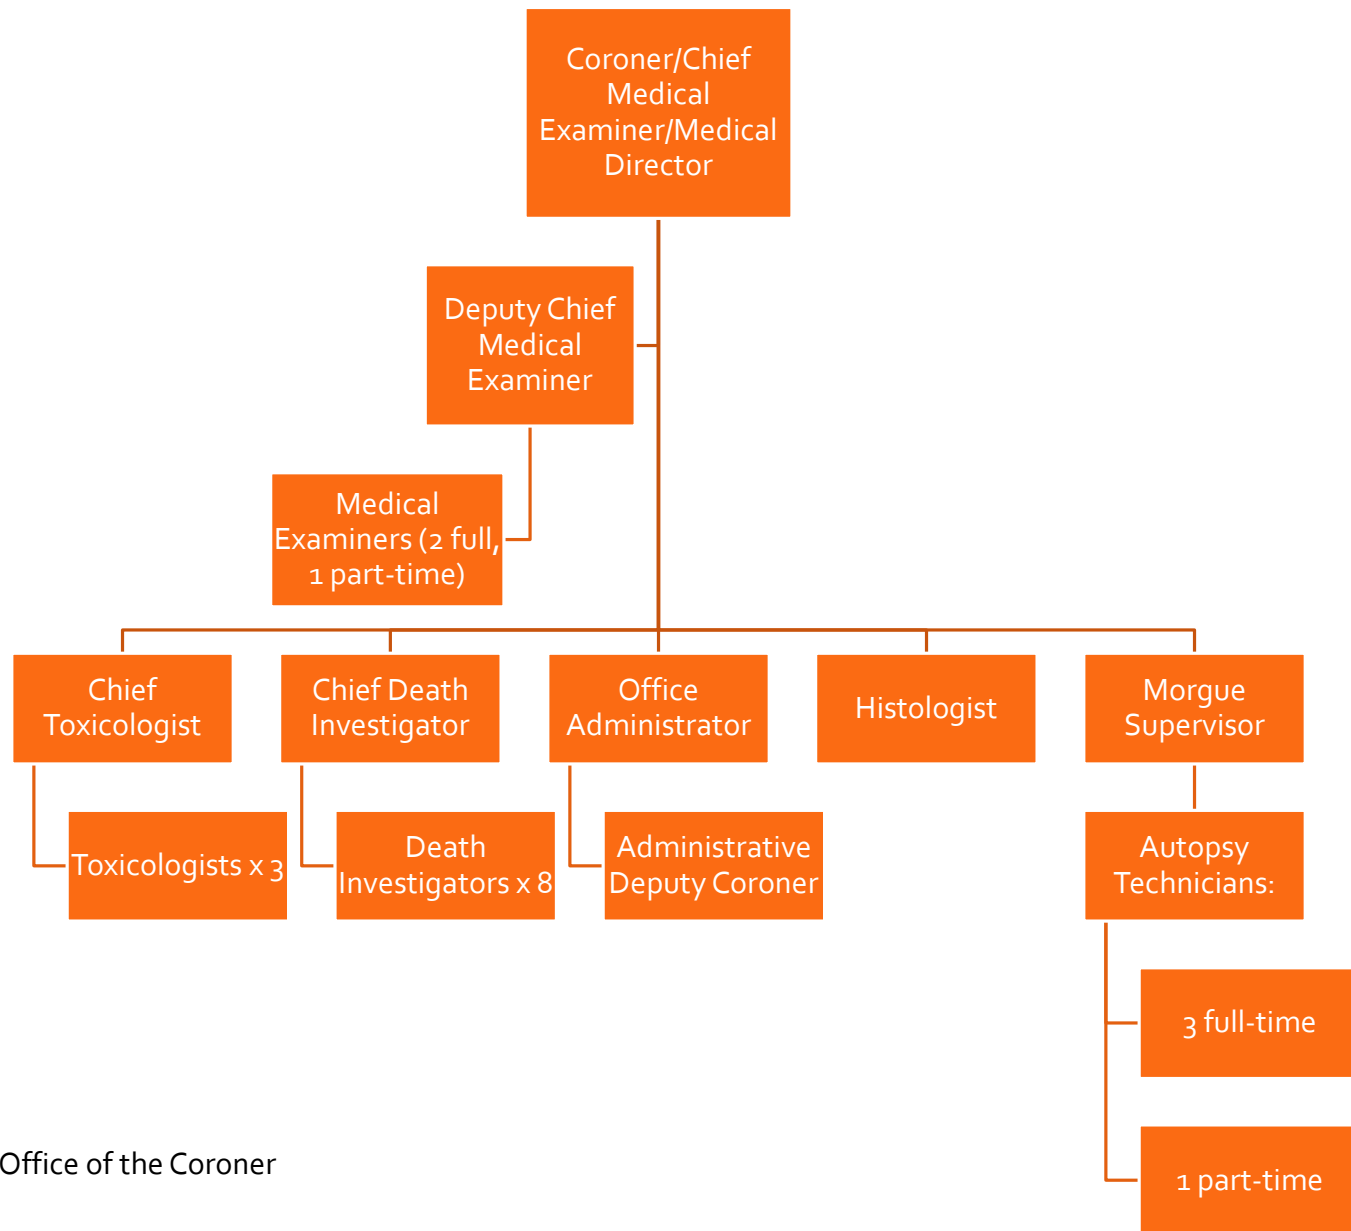 Coroner/Chief
Medical
Examiner/Medical
Director
Deputy Chief
Medical
Examiner
Medical
Examiners (2 full,
1 part-time)
Chief
Toxicologist
Chief Death
Investigator
Office
Administrator
Histologist
Morgue
Supervisor
Toxicologists x 3
Death
Investigators x 8
Administrative
Deputy Coroner
Autopsy
Technicians:
3 full-time
1 part-time
Office of the Coroner